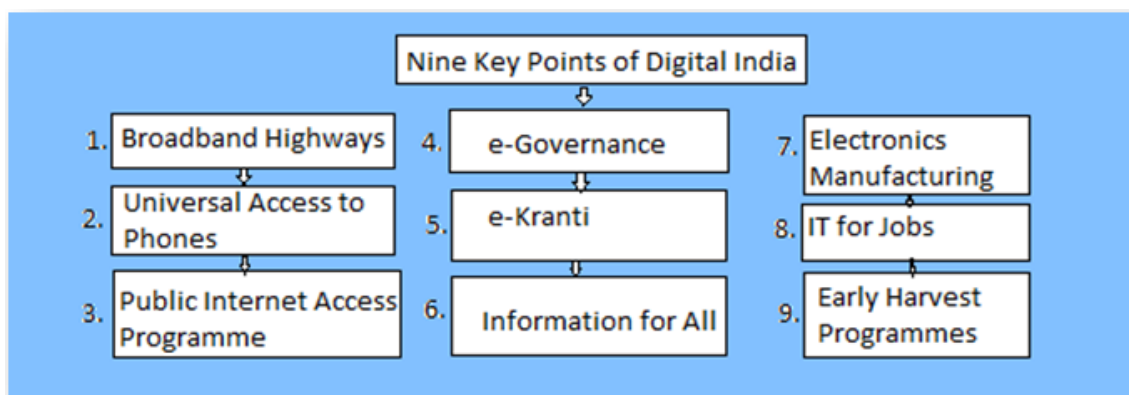 Nine Key Points of Digital India
1. Broadband Highways
2. Universal Access to
Phones
3. Public Internet Access
Programme
4. e-Governance
5. e-Kranti
6. Information for All
7. Electronics
Manufacturing
8. IT for Jobs
9. Early Harvest
Programmes